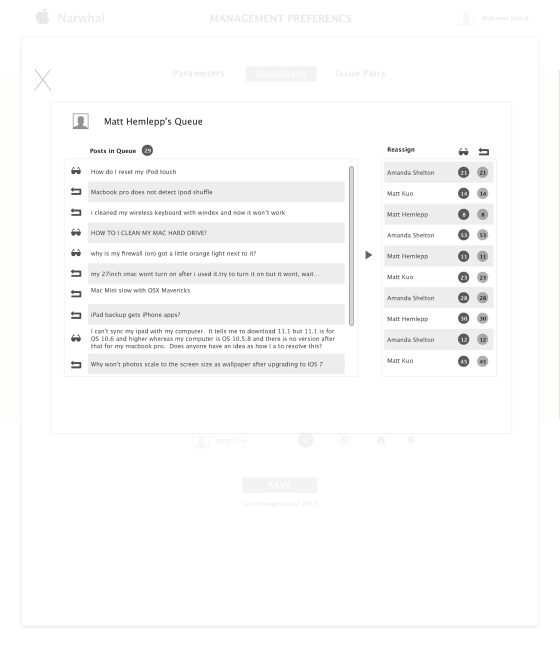 Narwhal
MANAGEMENT PREFERENCS
Welcome David
Parameters
Specialists
Issue Pairs
Matt Hemlepp's Queue
Posts in Queue 29
How do I reset my iPod touch
Macbook pro does not detect ipod shuffle
i cleaned my wireless keyboard with windex and now it won't work
HOW TO I CLEAN MY MAC HARD DRIVE?
why is my firewall (on) got a little orange light next to it?
my 27inch imac wont turn on after i used it.try to turn it on but it wont, wait...
Mac Mini slow with OSX Mavericks
iPad backup gets iPhone apps?
I can't sync my ipad with my computer. It tells me to download 11.1 but 11.1 is for
OS 10.6 and higher whereas my computer is OS 10.5.8 and there is no version after
that for my macbook pro. Does anyone have an idea as how I a to resolve this?
Why won't photos scale to the screen size as wallpaper after upgrading to IOS 7
Reassign
Amanda Shelton 21 21
Matt Kuo 14 14
Matt Hemlepp 8 8
Amanda Shelton 53 53
Matt Hemlepp 11 11
Matt Kuo 23 23
Amanda Shelton 28 28
Matt Hemlepp 30 30
Amanda Shelton 12 12
Matt Kuo 45 45
Matt Kuo
SAVE
Last Changed July 7 2013